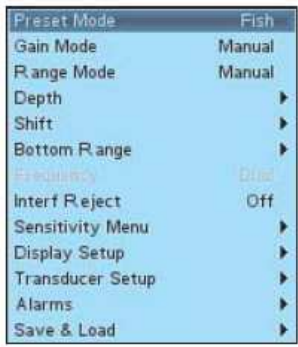 Preset Mode Fish
Gain Mode Manual
Range Mode Manual
Depth
Shift
Bottom Range
Frequency
Interf Reject Off
Sensitivity Menu
Display Setup
Transducer Setup
Alarms
Save & Load